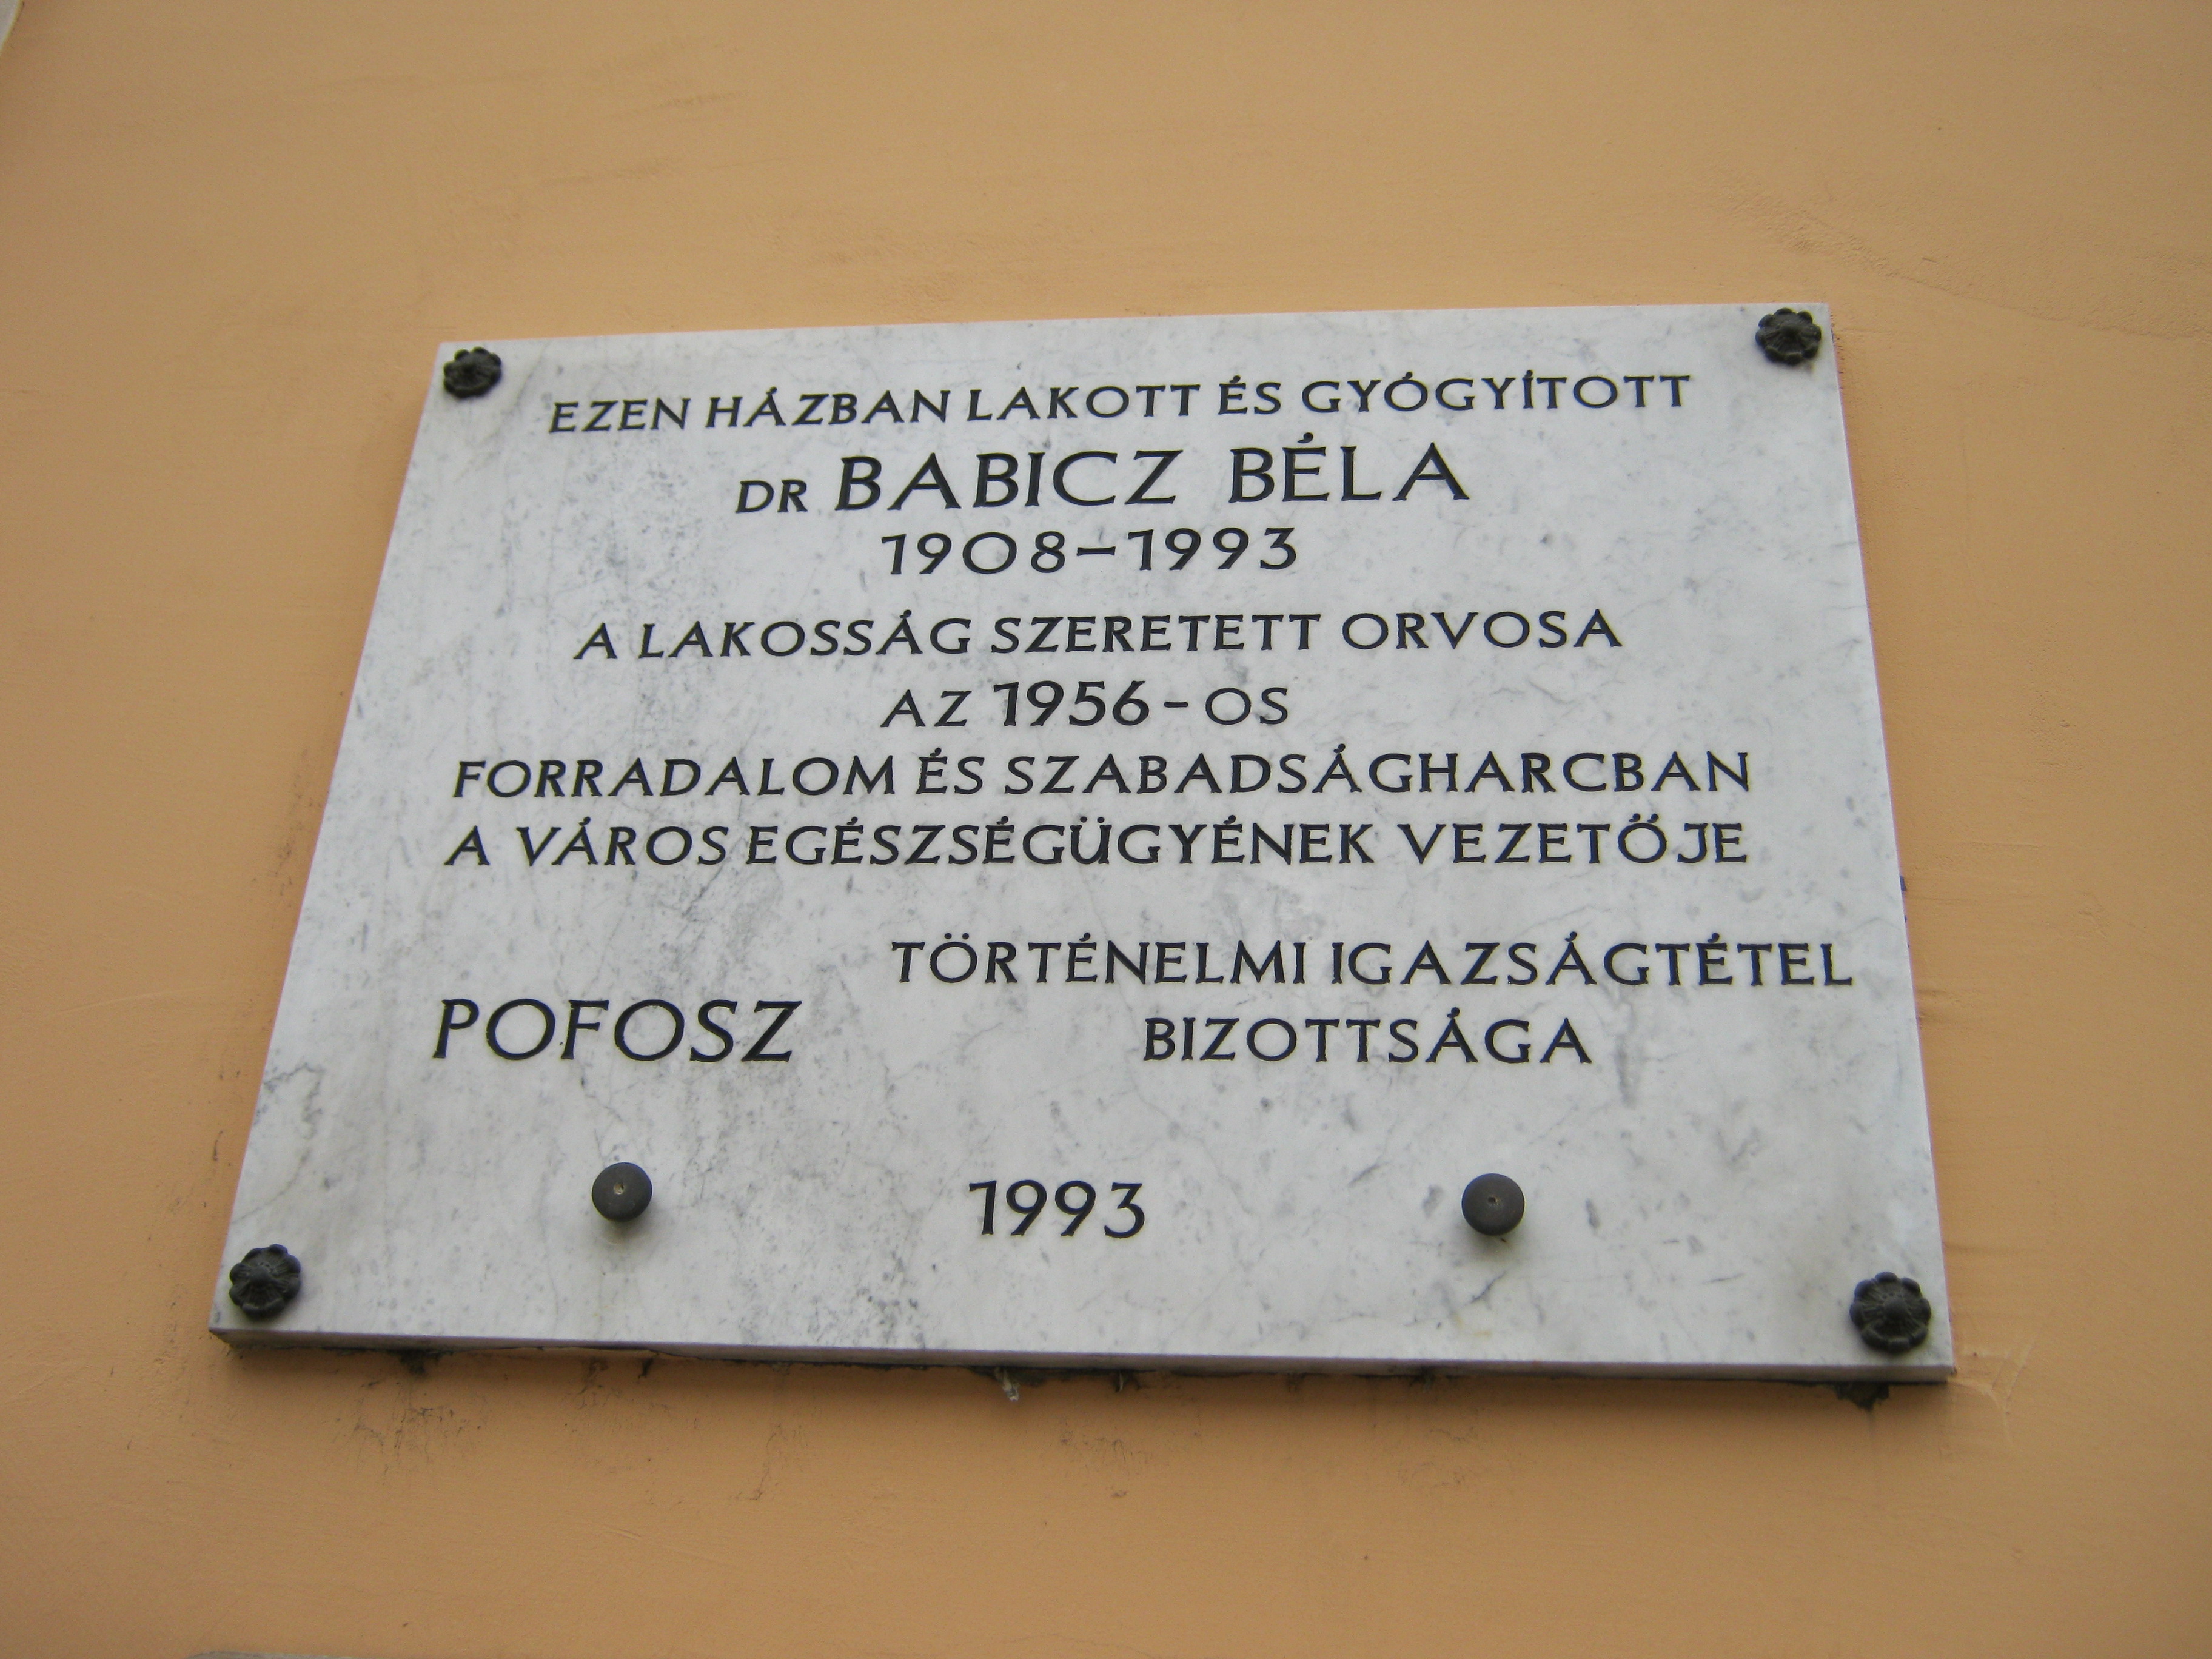 EZEN HÁZBAN LAKOTT ÉS GYÓGYÍTOTT
DR BABICZ BÉLA
1908-1993
A LAKOSSÁG SZERETETT ORVOSA
AZ 1956-OS
FORRADALOM ÉS SZABADSÁGHARCBAN
A VÁROS EGÉSZSÉGÜGYÉNEK VEZETŐJE
POFOSZ
TÖRTÉNELMI IGAZSÁGTÉTEL
BIZOTTSÁGA
1993